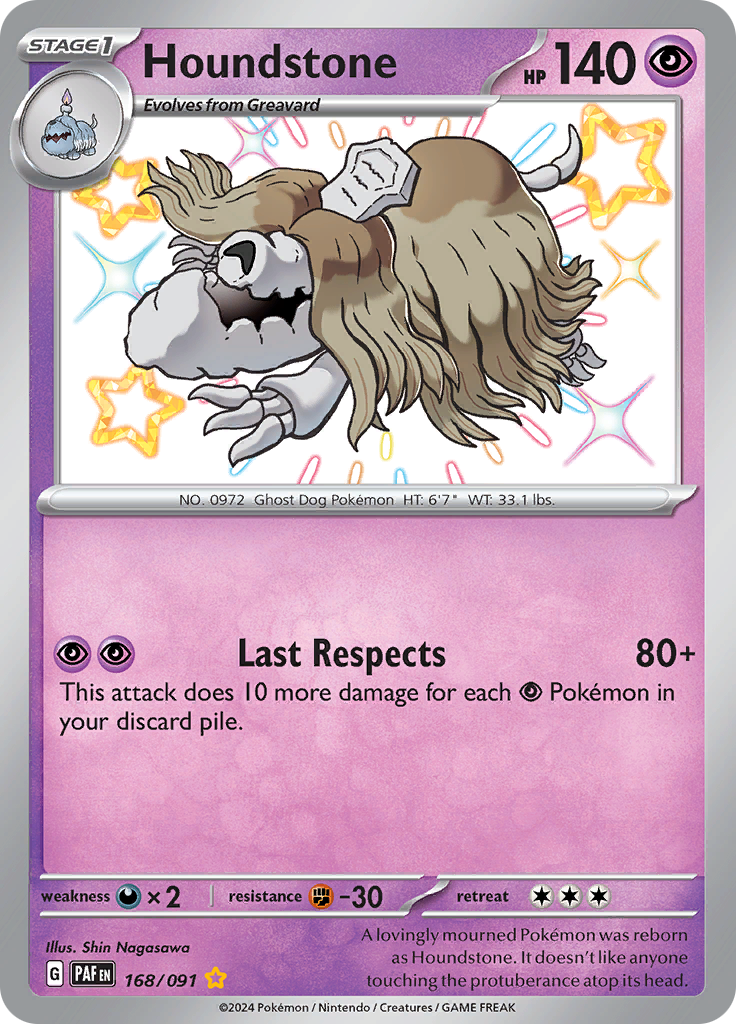 STAGE 1
Houndstone
HP 140
Evolves from Greavard
NO. 0972 Ghost Dog Pokémon HT: 6'7" WT: 33.1 lbs.
Last Respects 80+
This attack does 10 more damage for each Pokémon in
your discard pile.
weakness ×2 resistance -30 retreat
Illus. Shin Nagasawa
A lovingly mourned Pokémon was reborn
as Houndstone. It doesn't like anyone
touching the protuberance atop its head.
G PAF EN 168/091
©2024 Pokémon / Nintendo / Creatures / GAME FREAK